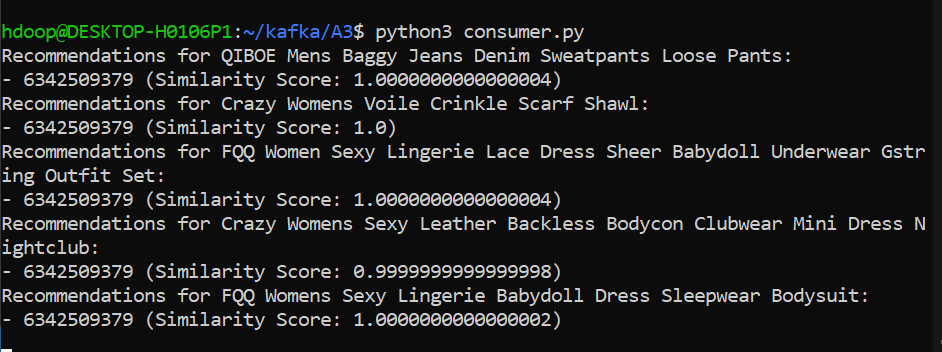 hdoop@DESKTOP-H0106P1:~/kafka/A3$ python3 consumer.py
Recommendations for QIBOE Mens Baggy Jeans Denim Sweatpants Loose Pants:
- 6342509379 (Similarity Score: 1.0000000000000004)
Recommendations for Crazy Womens Voile Crinkle Scarf Shawl:
- 6342509379 (Similarity Score: 1.0)
Recommendations for FQQ Women Sexy Lingerie Lace Dress Sheer Babydoll Underwear Gstr
ing Outfit Set:
- 6342509379 (Similarity Score: 1.0000000000000004)
Recommendations for Crazy Womens Sexy Leather Backless Bodycon Clubwear Mini Dress N
ightclub:
- 6342509379 (Similarity Score: 0.9999999999999998)
Recommendations for FQQ Womens Sexy Lingerie Babydoll Dress Sleepwear Bodysuit:
- 6342509379 (Similarity Score: 1.0000000000000002)